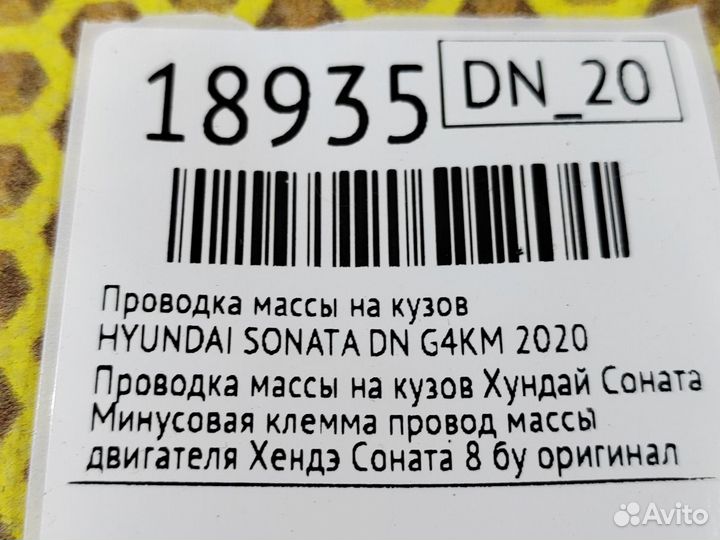 18935
DN_20
Проводка массы на кузов
HYUNDAI SONATA DN G4KM 2020
Проводка массы на кузов Хундай Соната
Минусовая клемма провод массы
двигателя Хендэ Соната 8 бу оригинал
Avito